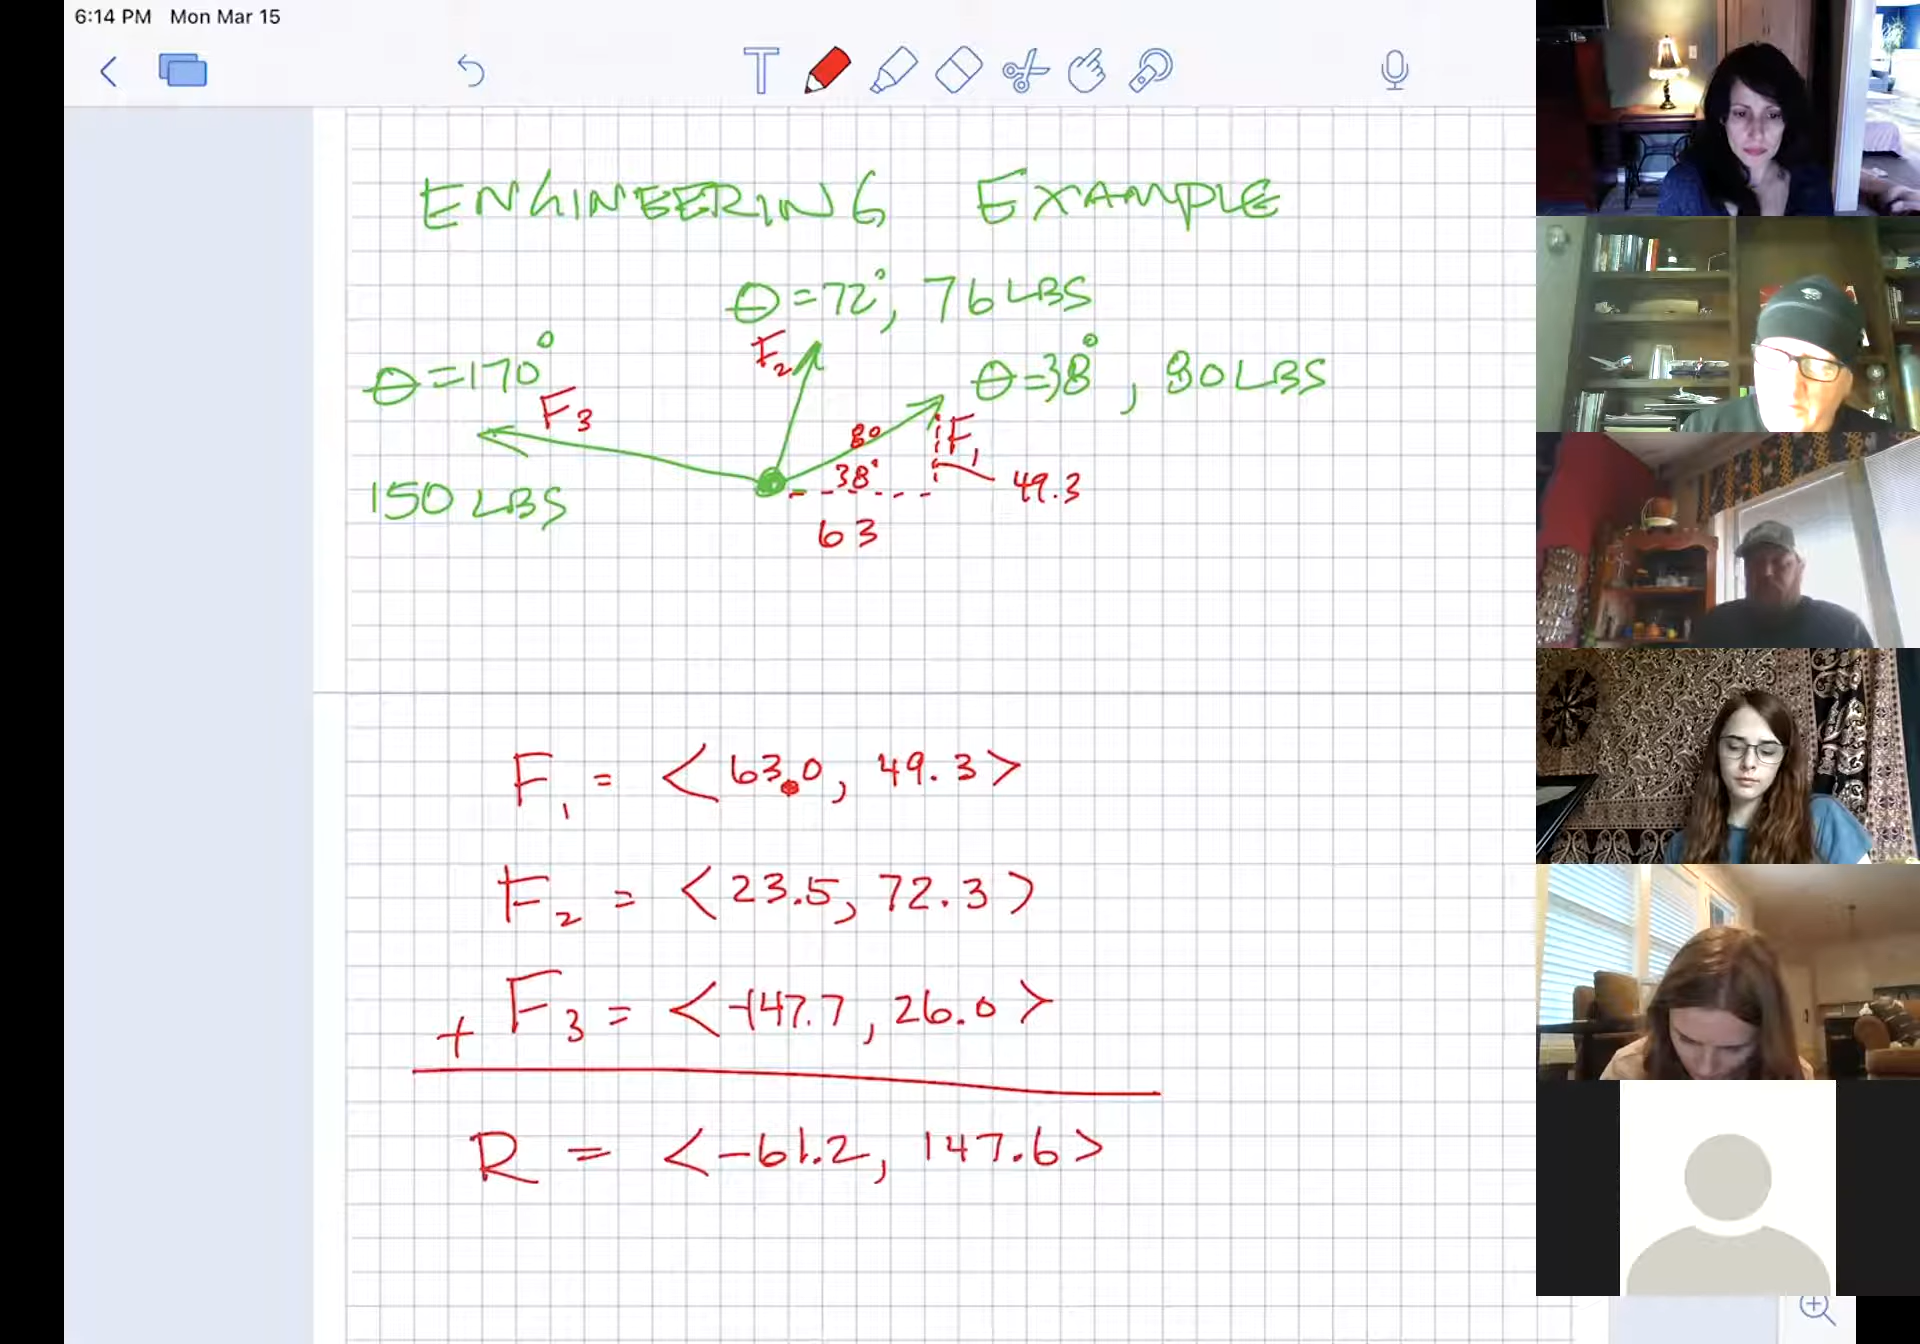 6:14 PM Mon Mar 15
T
ENGINEERING EXAMPLE
θ=72°, 76 LBS
F2
θ=170°
θ=38°, 80 LBS
F3
80
F1
38°
49.3
150 LBS
63
F1 = <63.0, 49.3>
F2 = <23.5, 72.3>
+ F3 = <-147.7, 26.0>
R = <-61.2, 147.6>